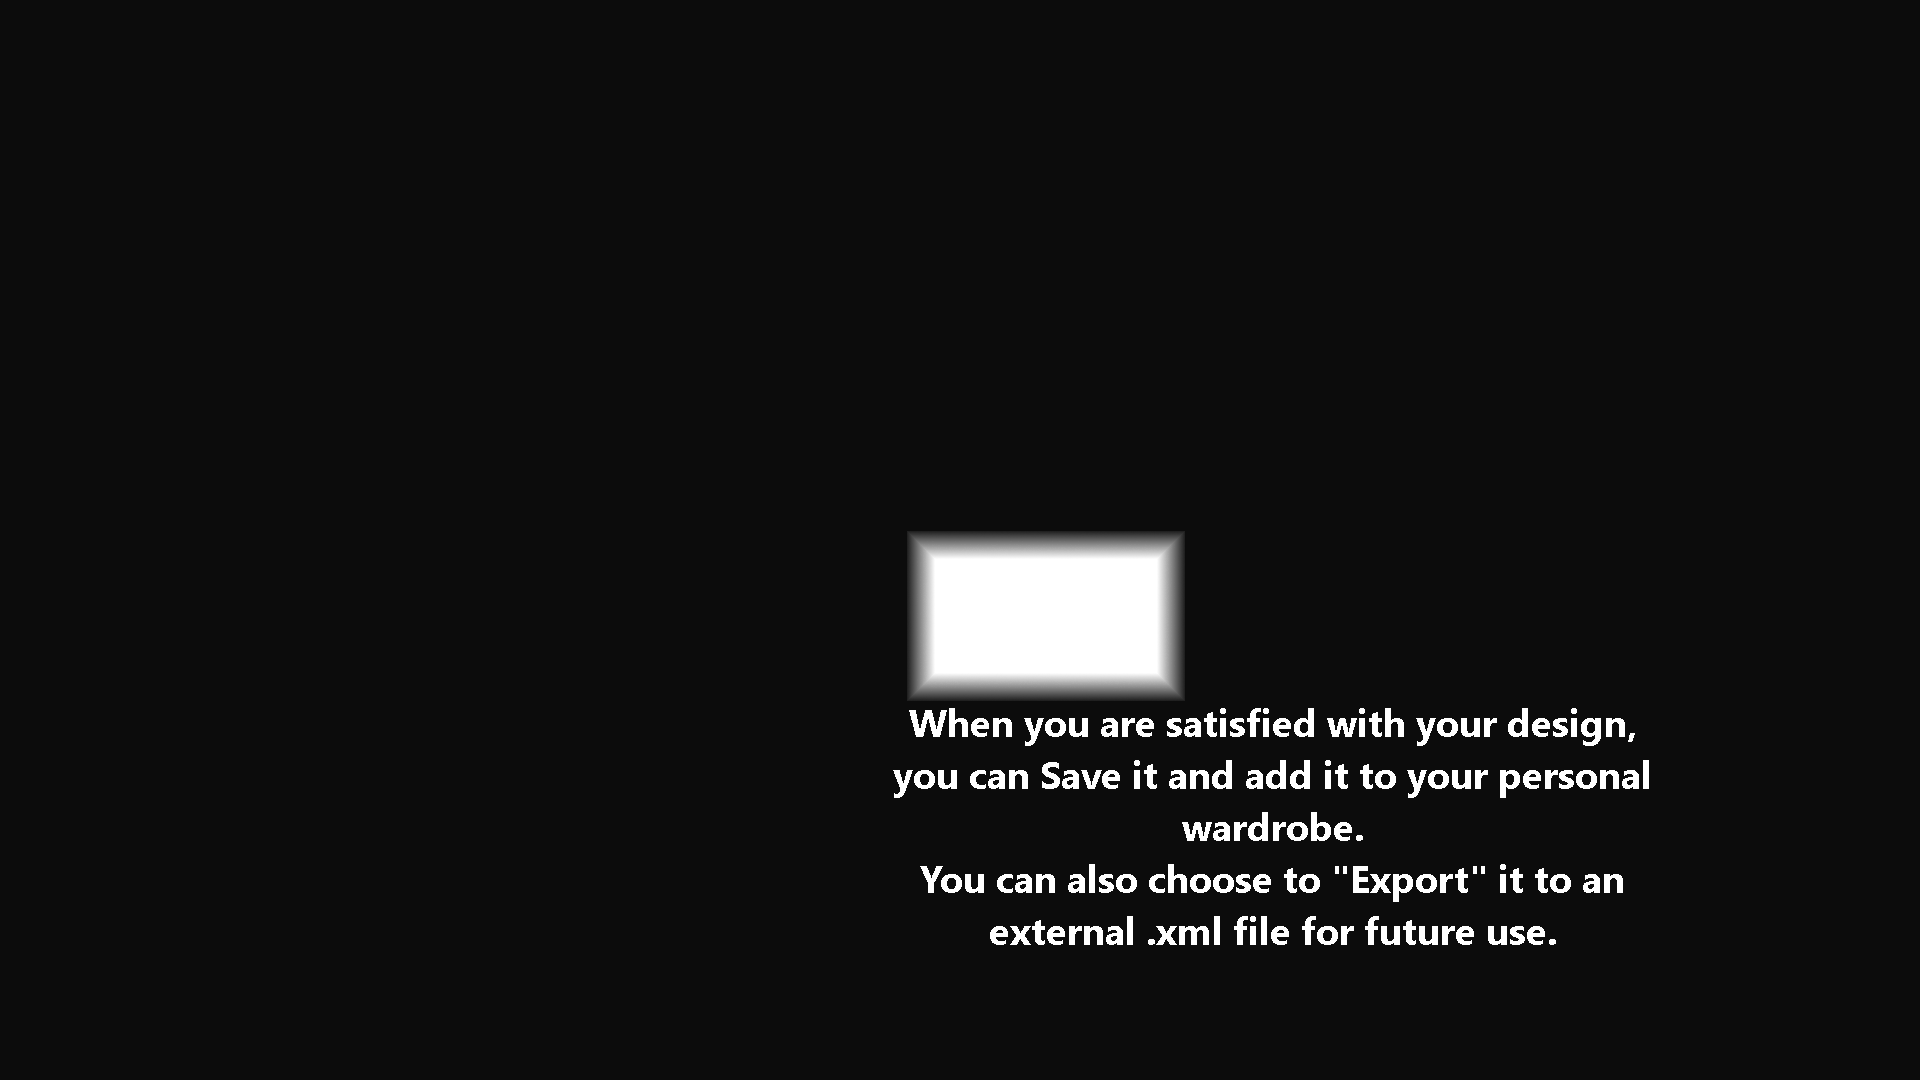 When you are satisfied with your design,
you can Save it and add it to your personal
wardrobe.
You can also choose to "Export" it to an
external .xml file for future use.